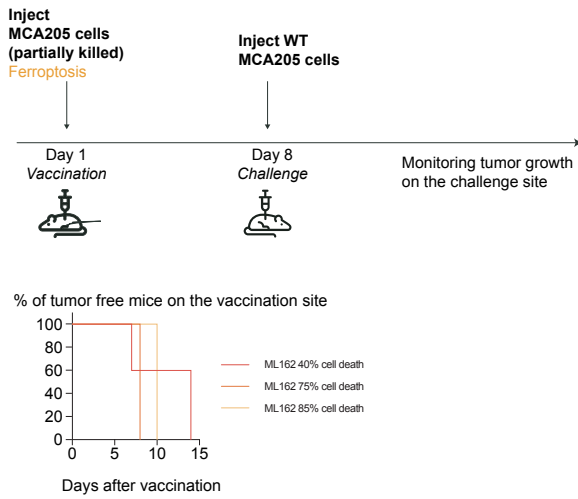 Inject
MCA205 cells
(partially killed)
Ferroptosis
Inject WT
MCA205 cells
Day 1
Vaccination
Day 8
Challenge
Monitoring tumor growth
on the challenge site
% of tumor free mice on the vaccination site
100
80
60
40
20
0
0 5 10 15
ML162 40% cell death
ML162 75% cell death
ML162 85% cell death
Days after vaccination